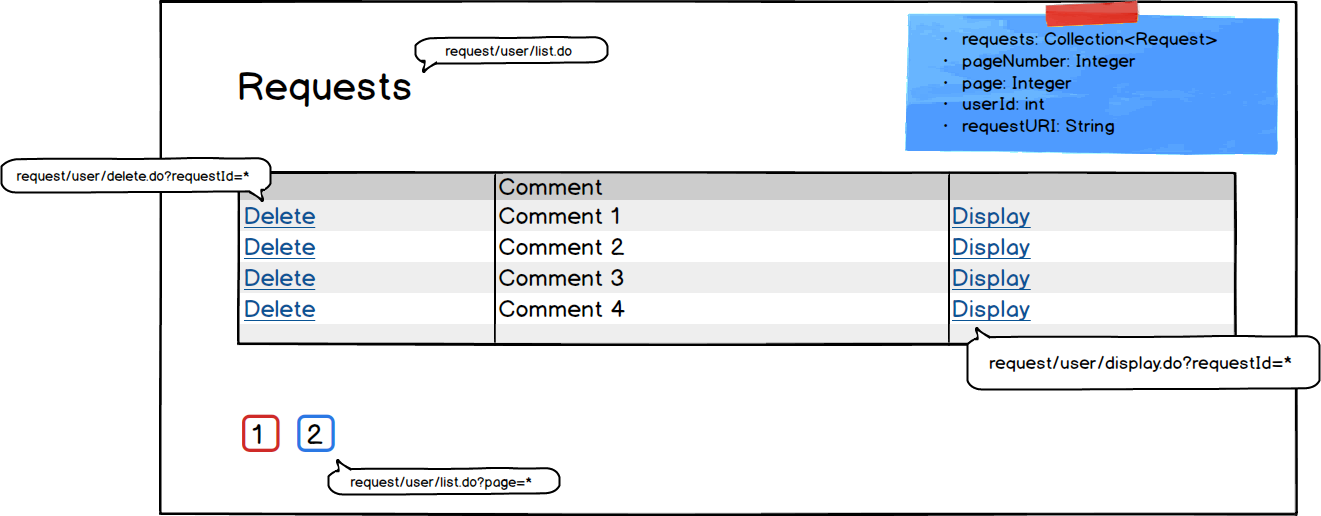 request/user/list.do
Requests
· requests: Collection<Request>
· pageNumber: Integer
· page: Integer
· userId: int
· requestURI: String
request/user/delete.do?requestId=*
Comment
Delete Comment 1 Display
Delete Comment 2 Display
Delete Comment 3 Display
Delete Comment 4 Display
request/user/display.do?requestId=*
1 2
request/user/list.do?page=*